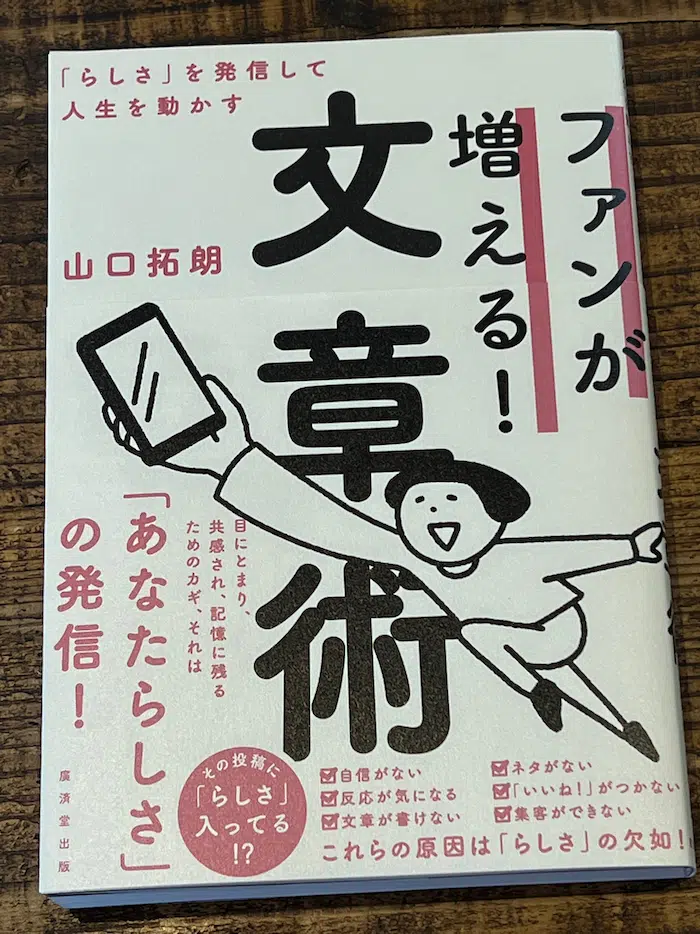 「らしさ」を発信して
人生を動かす
ファンが
増える！
文章術
山口拓朗
目にとまり、
共感され、記憶に残る
ためのカギ、それは
「あなたらしさ」
の発信！
その投稿に
「らしさ」
入ってる
!?
自信がない
反応が気になる
文章が書けない
ネタがない
「いいね！」がつかない
集客ができない
これらの原因は「らしさ」の欠如！
廣済堂出版